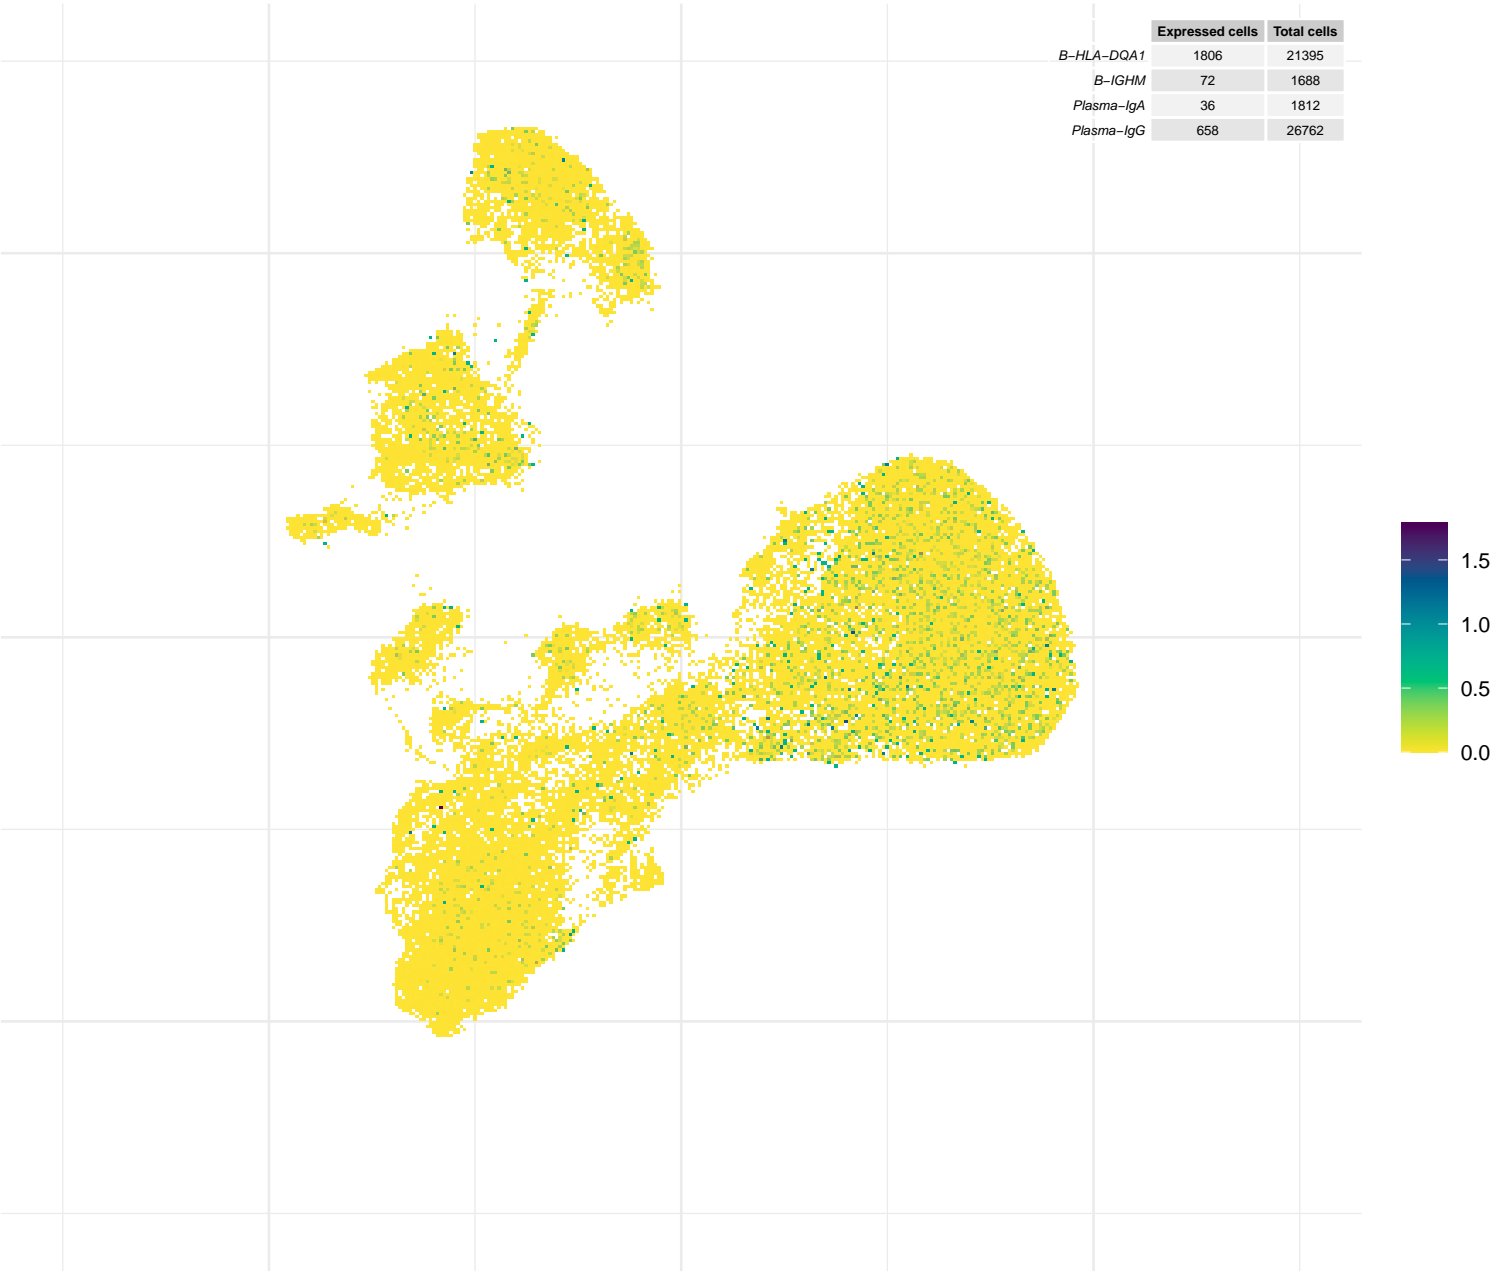 Expressed cells Total cells
B−HLA−DQA1 1806 21395
B−IGHM 72 1688
Plasma−IgA 36 1812
Plasma−IgG 658 26762
1.5
1.0
0.5
0.0